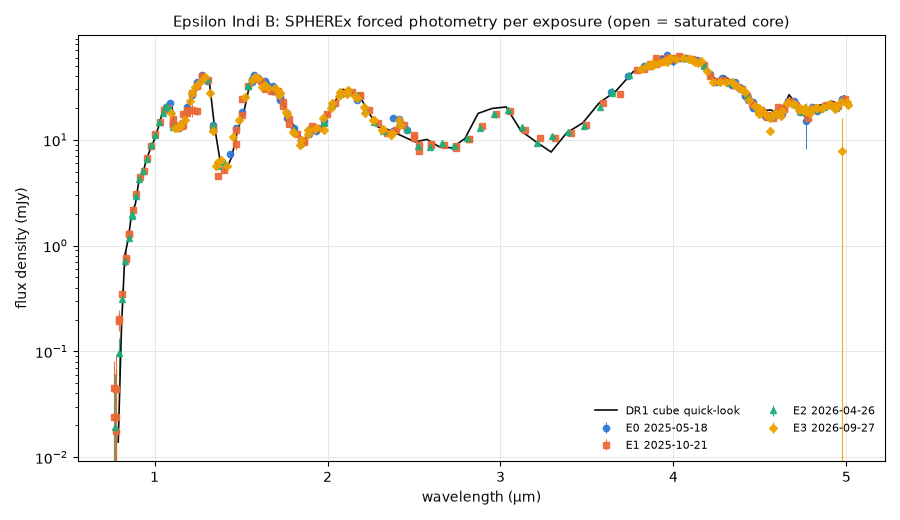 Epsilon Indi B: SPHEREx forced photometry per exposure (open = saturated core)
flux density (mJy)
10¹
10⁰
10⁻¹
10⁻²
DR1 cube quick-look
E0 2025-05-18
E1 2025-10-21
E2 2026-04-26
E3 2026-09-27
1 2 3 4 5
wavelength (μm)